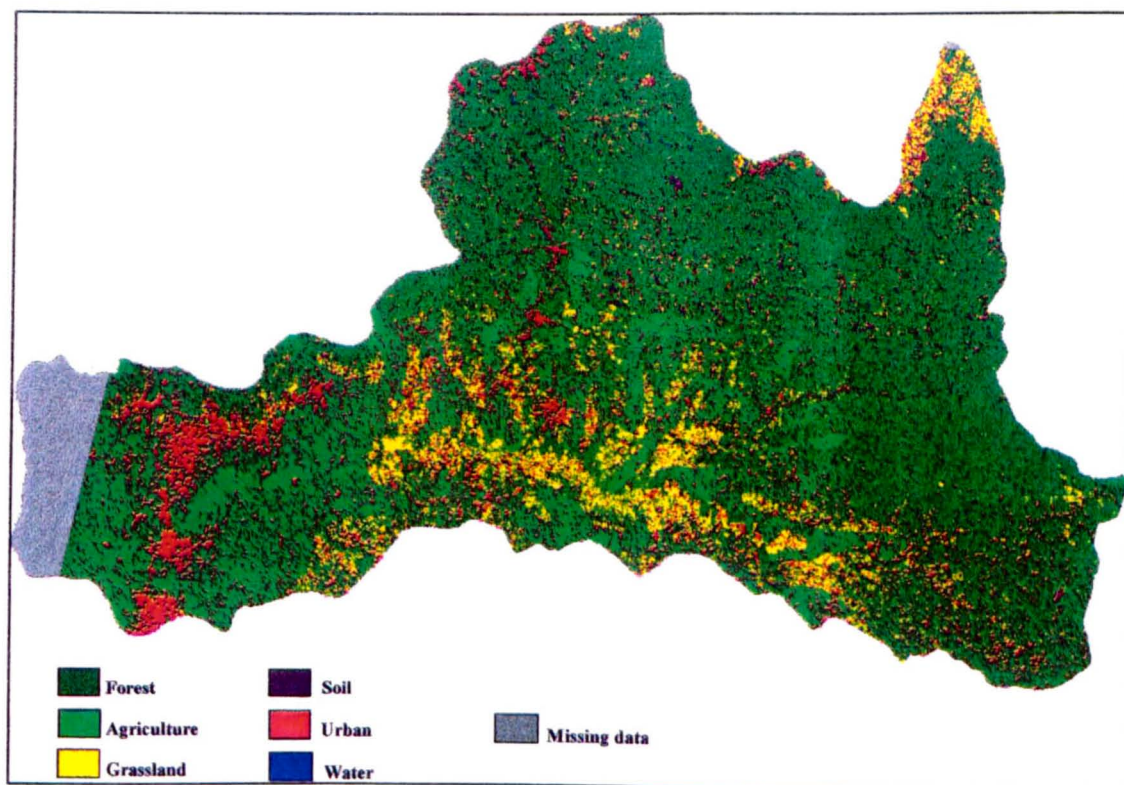 Forest
Agriculture
Grassland
Soil
Urban
Water
Missing data